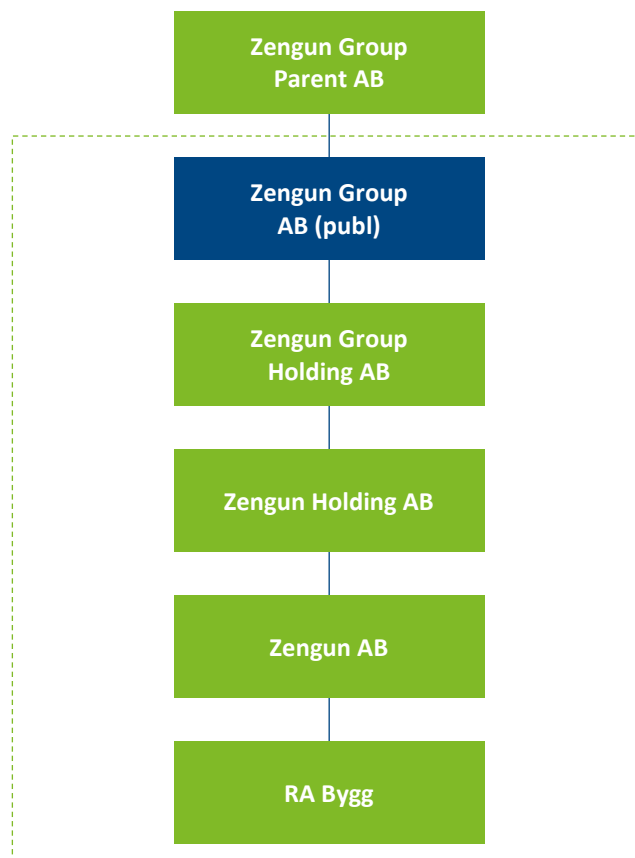 Zengun Group
Parent AB
Zengun Group
AB (publ)
Zengun Group
Holding AB
Zengun Holding AB
Zengun AB
RA Bygg